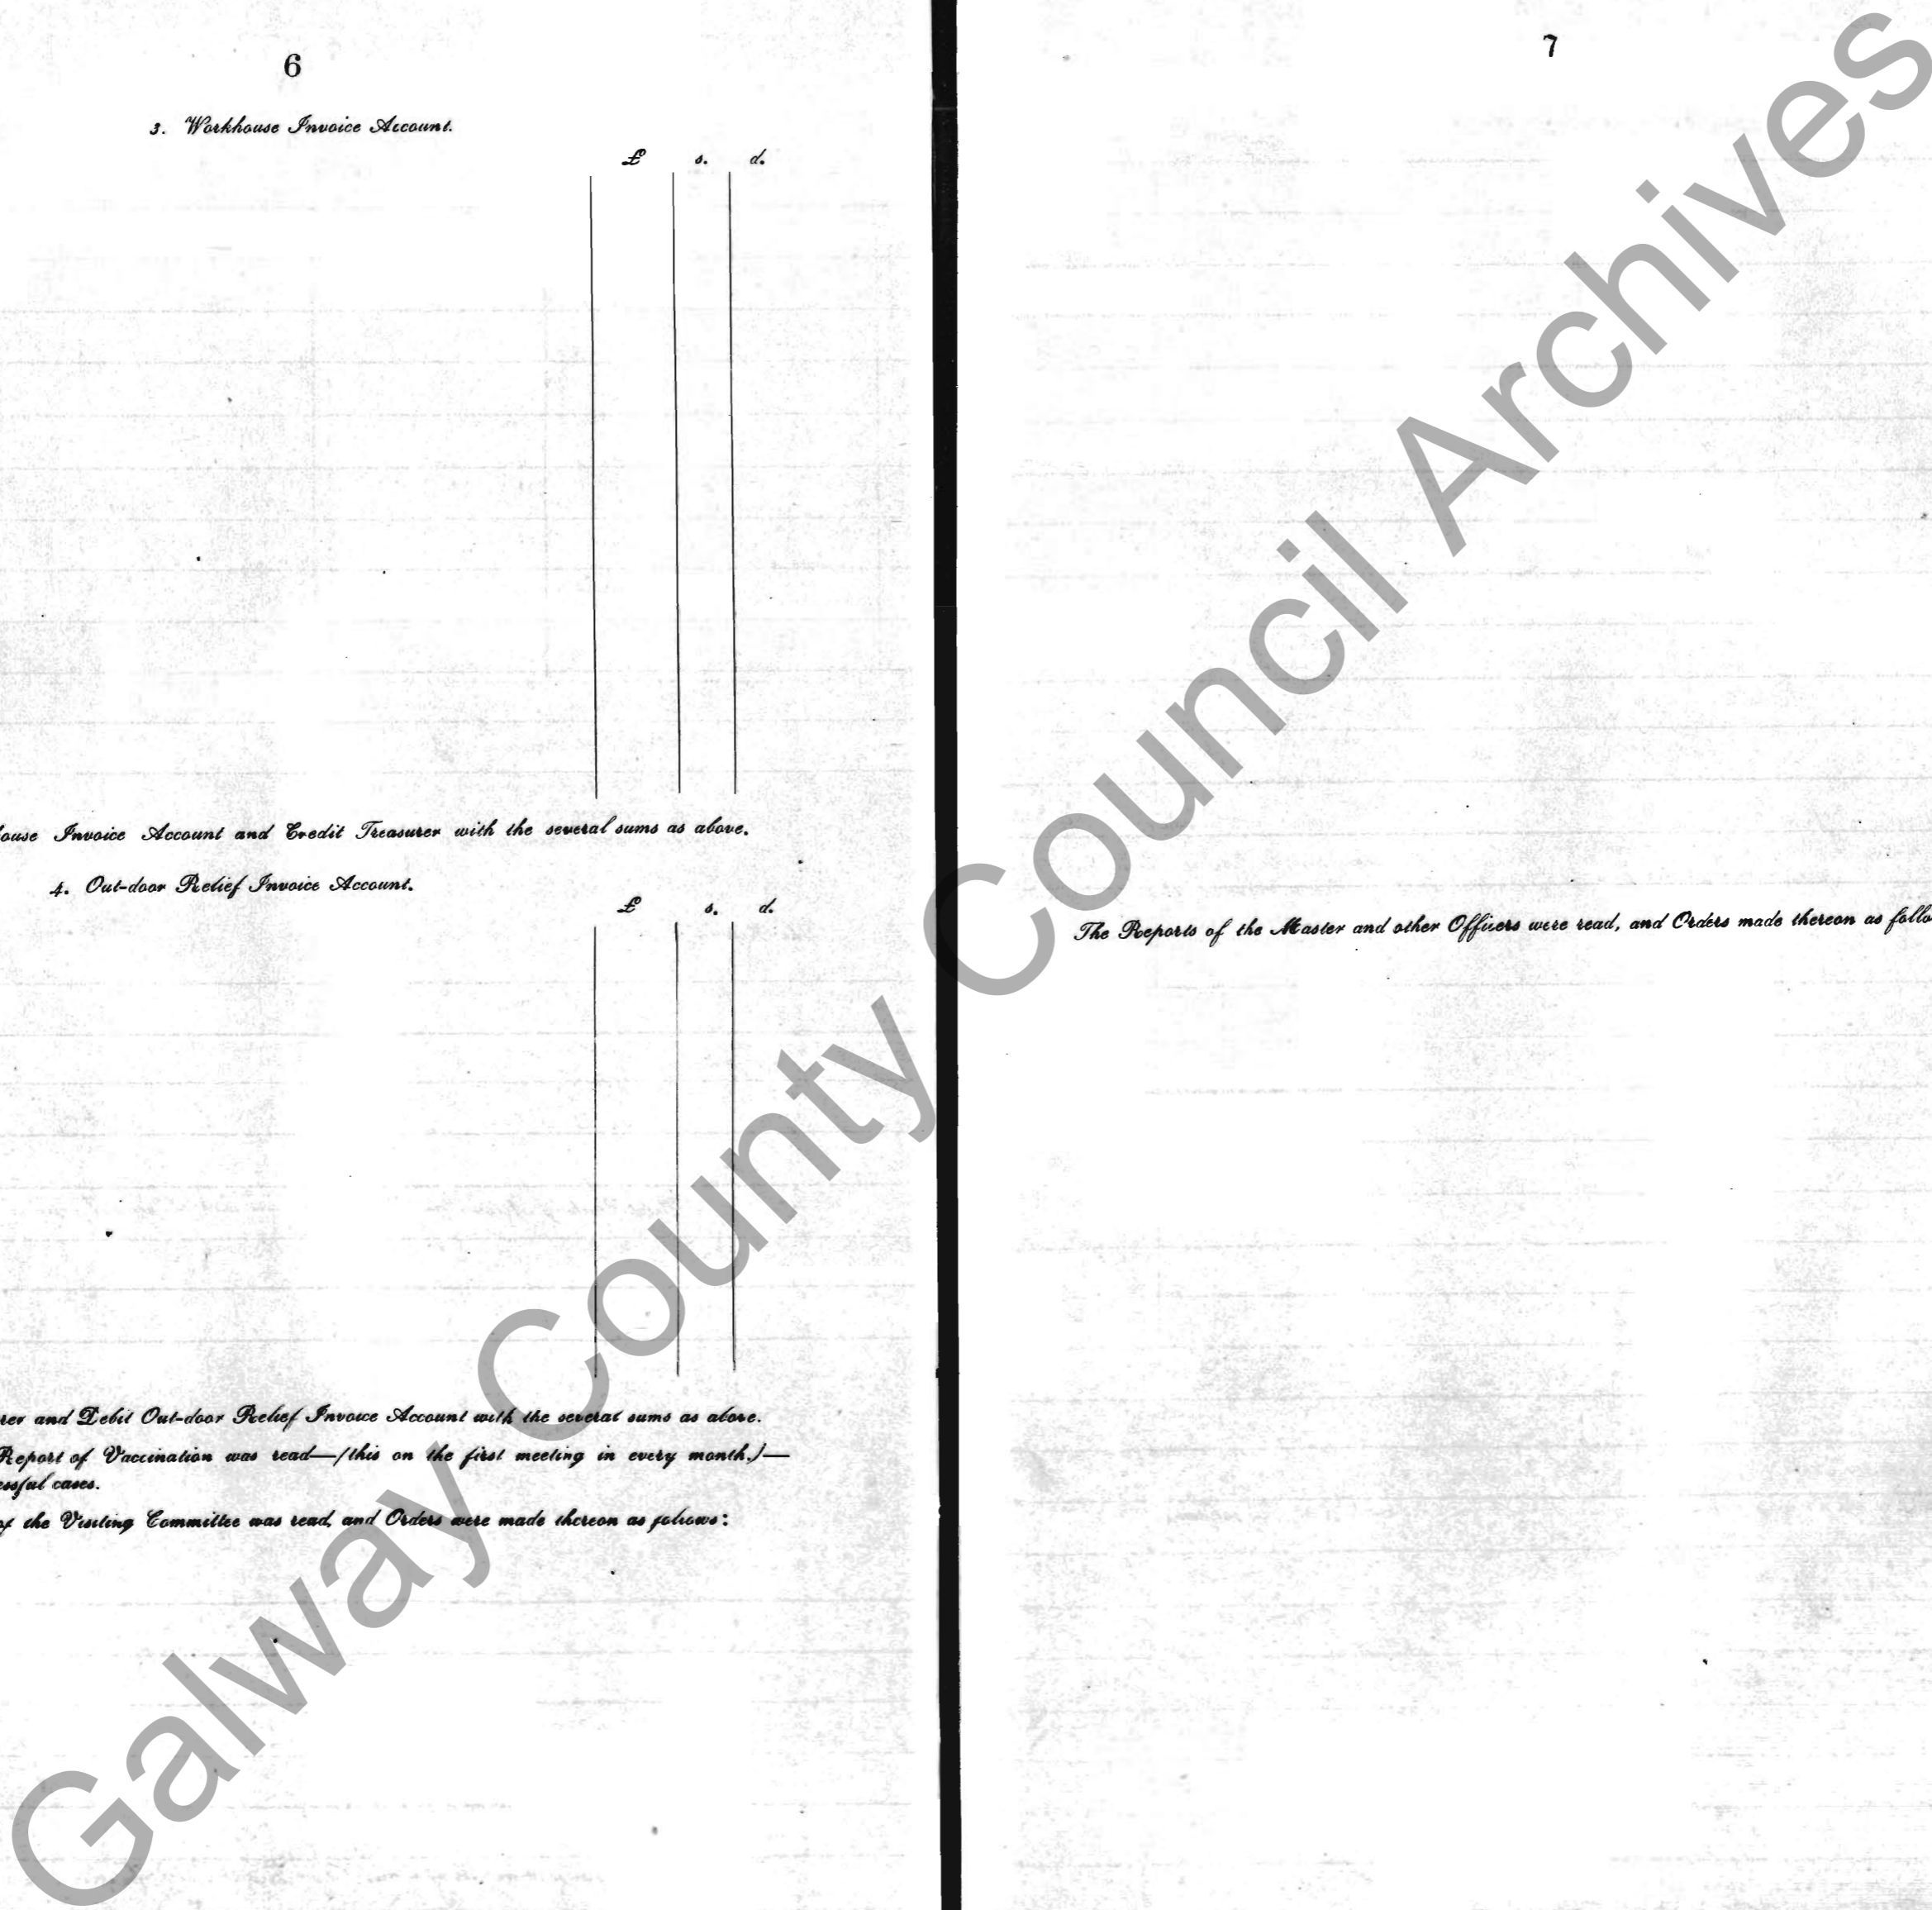 6
3. Workhouse Invoice Account.
£ s. d.
house Invoice Account and Credit Treasurer with the several sums as above.
4. Out-door Relief Invoice Account.
£ s. d.
rer and Debit Out-door Relief Invoice Account with the several sums as above.
Report of Vaccination was read—(this on the first meeting in every month.)—
essful cases.
of the Visiting Committee was read, and Orders were made thereon as follows:
7
The Reports of the Master and other Officers were read, and Orders made thereon as follo
Galway County Council Archives